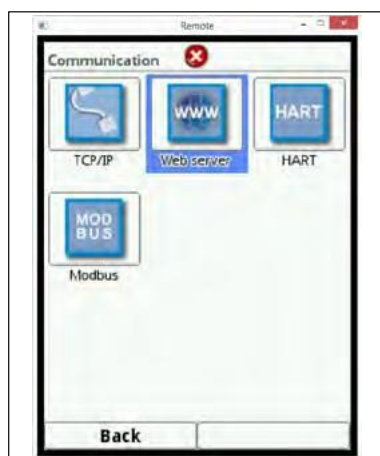 Remote
Communication
WWW
HART
TCP/IP
Web server
HART
MOD
BUS
Modbus
Back